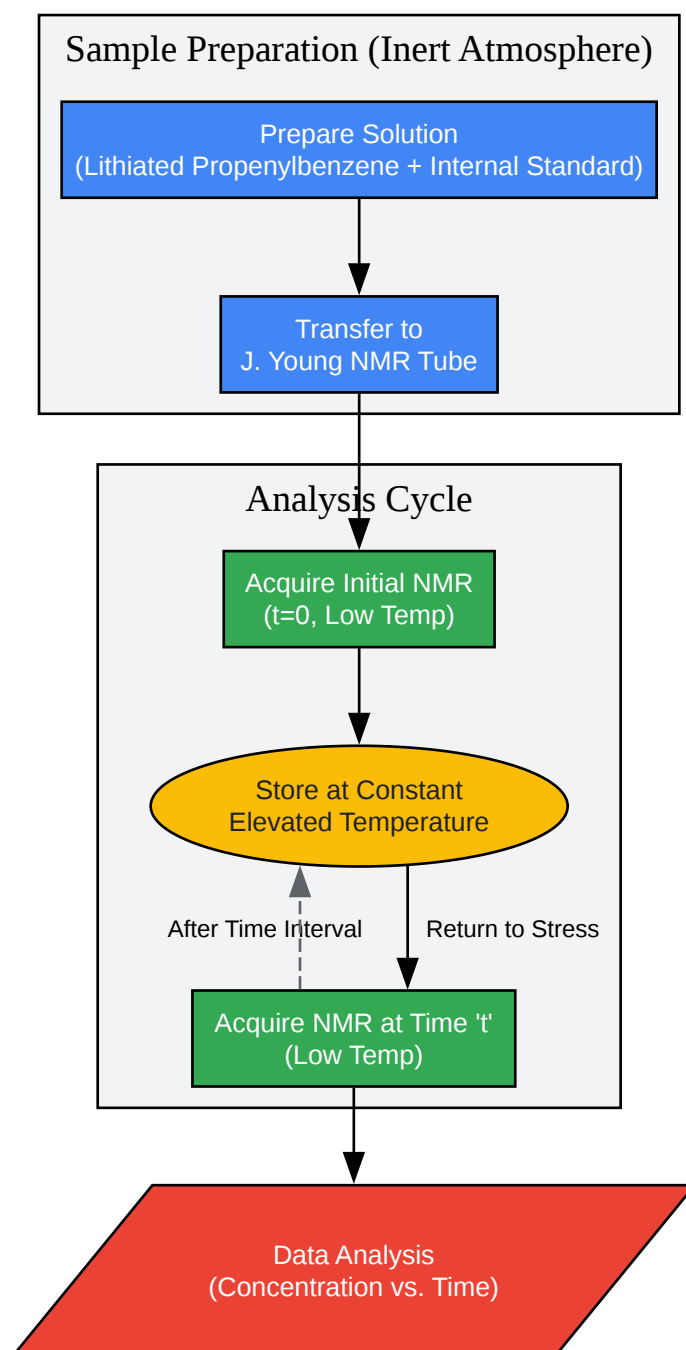 Sample Preparation (Inert Atmosphere)
Prepare Solution
(Lithiated Propenylbenzene + Internal Standard)
Transfer to
J. Young NMR Tube
Analysis Cycle
Acquire Initial NMR
(t=0, Low Temp)
Store at Constant
Elevated Temperature
After Time Interval
Return to Stress
Acquire NMR at Time 't'
(Low Temp)
Data Analysis
(Concentration vs. Time)